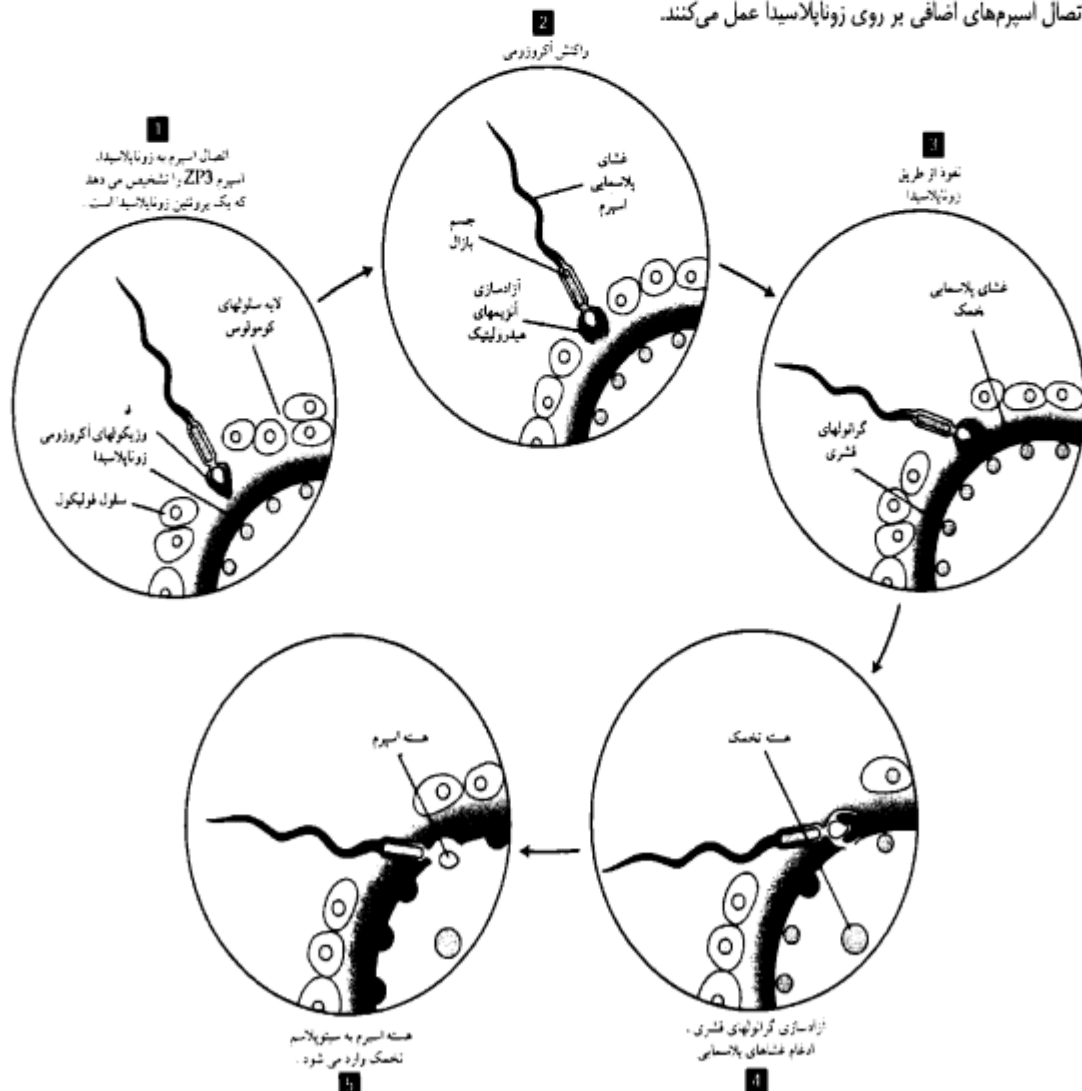 تصال اسپرم‌های اضافی بر روی زوناپلاسیدا عمل می‌کنند.
2
واکنش آکروزومی
1
اتصال اسپرم به زوناپلاسیدا.
اسپرم ZP3 را تشخیص می دهد
که یک پروتئین زوناپلاسیدا است.
3
نفوذ از طریق
زوناپلاسیدا
غشای
پلاسمایی
اسپرم
جسم
بازال
آزادسازی
آنزیمهای
هیدرولیتیک
لایه سلولهای
کومولوس
وزیکولهای آکروزومی
زوناپلاسیدا
سلول فولیکول
غشای پلاسمایی
تخمک
گرانولهای
قشری
هسته اسپرم
هسته تخمک
هسته اسپرم به سیتوپلاسم
تخمک وارد می شود.
5
آزادسازی گرانولهای قشری،
ادغام غشاهای پلاسمایی
4